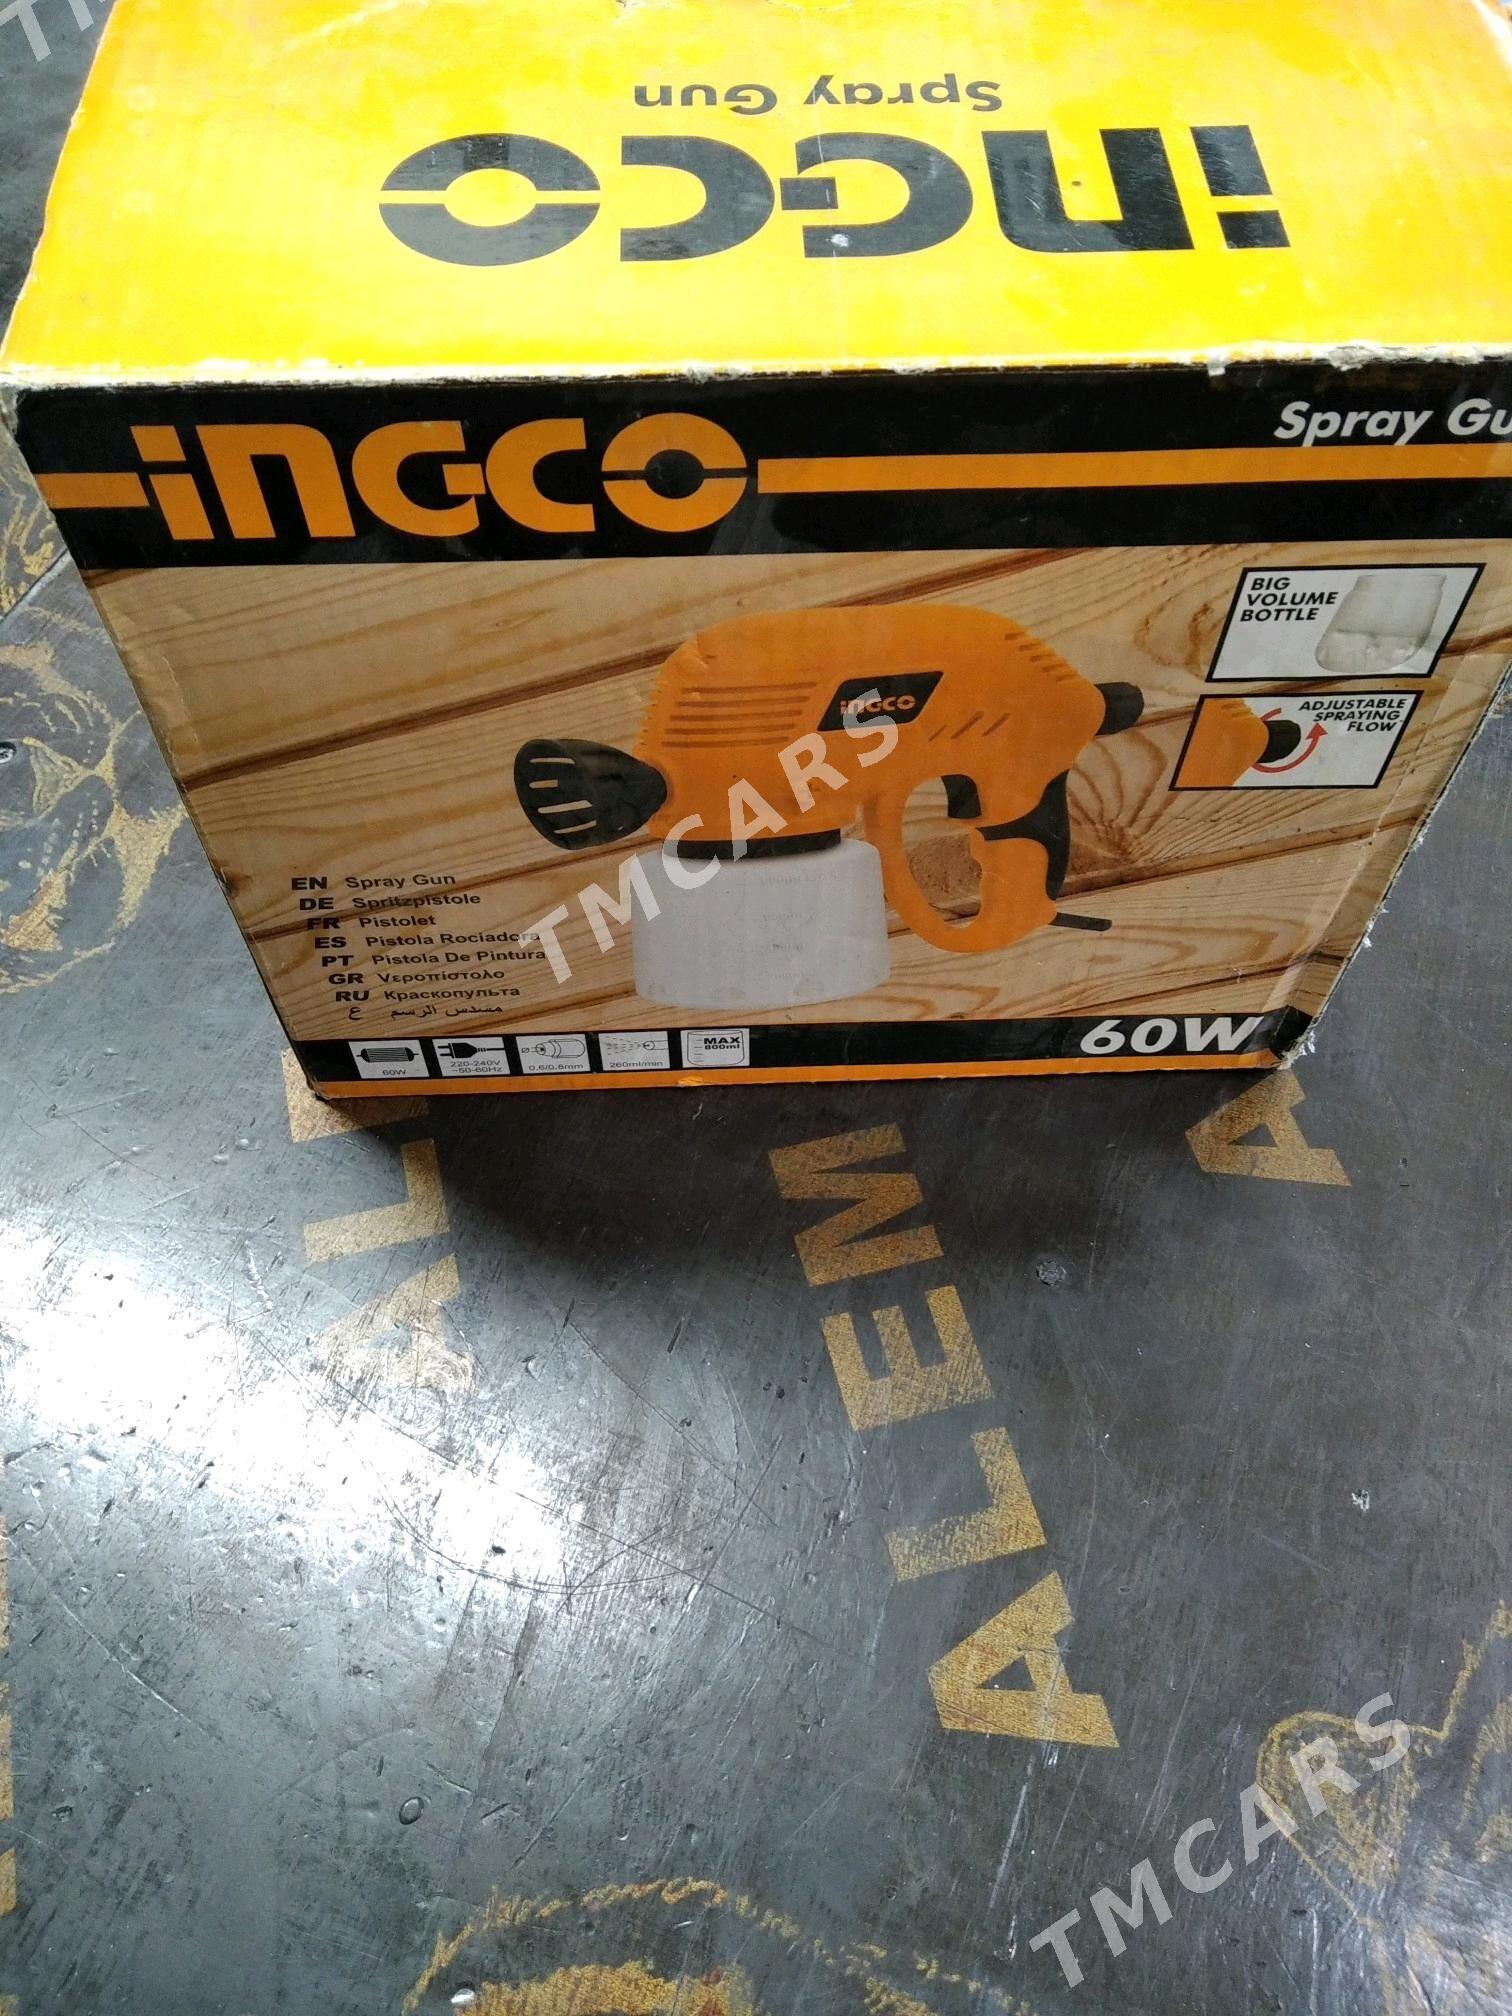 Spray Gun
INGCO
INGCO
Spray Gu
BIG
VOLUME
BOTTLE
INGCO
ADJUSTABLE
SPRAYING
FLOW
EN Spray Gun
DE Spritzpistole
FR Pistolet
ES Pistola Rociadora
PT Pistola De Pintura
GR Νεροπίστολο
RU Краскопульта
ع مسدس الرسم
60W
220-240V
~50-60Hz
0.6/0.8mm
260ml/min
MAX
800ml
60W
AL
ALEM
A
TMCARS
TMCARS